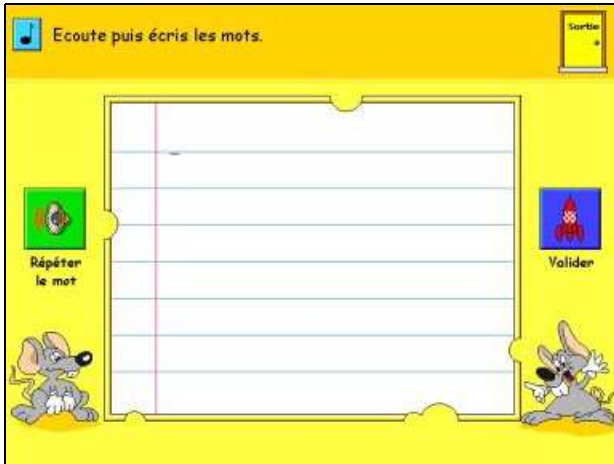 Ecoute puis écris les mots.
Sortie
Répéter
le mot
Valider